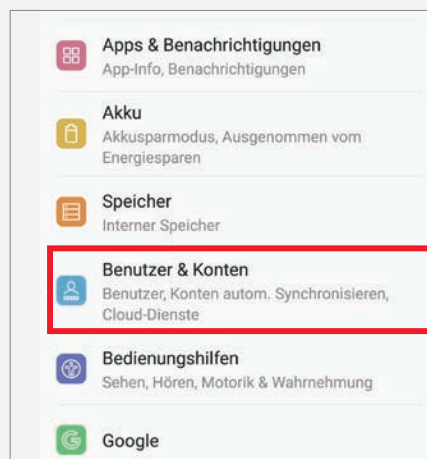 Apps & Benachrichtigungen
App-Info, Benachrichtigungen
Akku
Akkusparmodus, Ausgenommen vom
Energiesparen
Speicher
Interner Speicher
Benutzer & Konten
Benutzer, Konten autom. Synchronisieren,
Cloud-Dienste
Bedienungshilfen
Sehen, Hören, Motorik & Wahrnehmung
Google